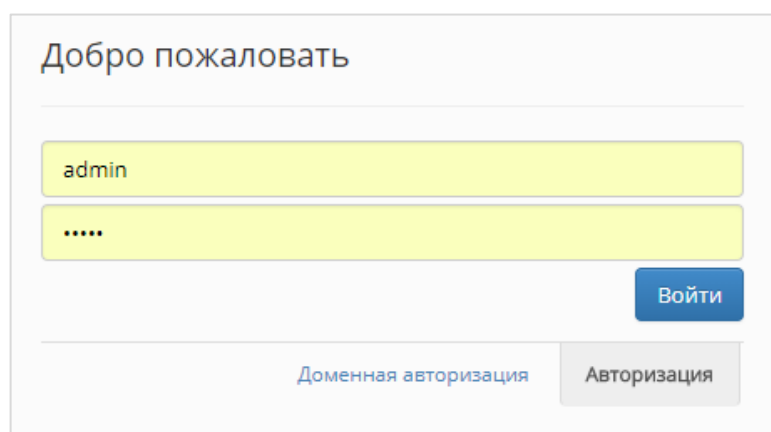 Добро пожаловать
admin
•••••
Войти
Доменная авторизация Авторизация